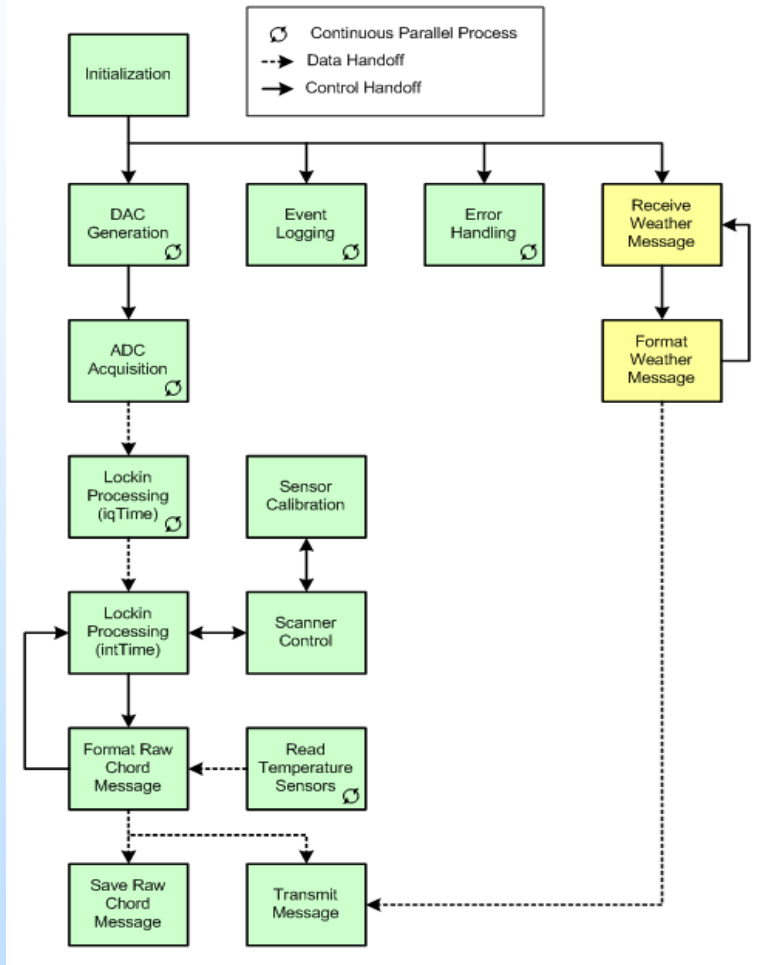 Continuous Parallel Process
Data Handoff
Control Handoff
Initialization
DAC
Generation
Event
Logging
Error
Handling
Receive
Weather
Message
ADC
Acquisition
Format
Weather
Message
Lockin
Processing
(iqTime)
Sensor
Calibration
Lockin
Processing
(intTime)
Scanner
Control
Format Raw
Chord
Message
Read
Temperature
Sensors
Save Raw
Chord
Message
Transmit
Message